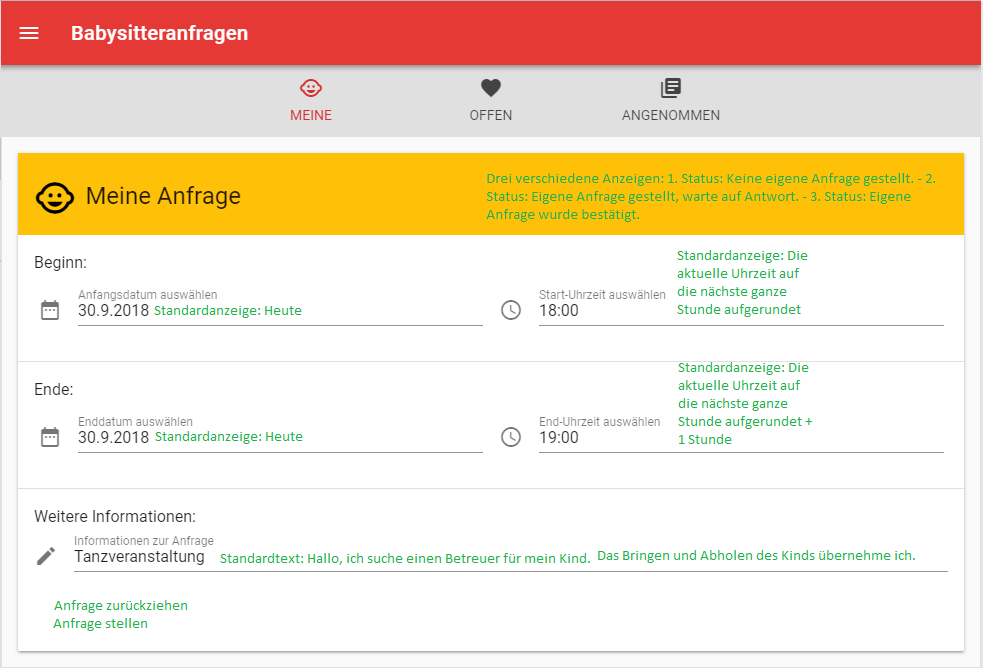 Babysitteranfragen
MEINE
OFFEN
ANGENOMMEN
Meine Anfrage
Drei verschiedene Anzeigen: 1. Status: Keine eigene Anfrage gestellt. - 2.
Status: Eigene Anfrage gestellt, warte auf Antwort. - 3. Status: Eigene
Anfrage wurde bestätigt.
Beginn:
Anfangsdatum auswählen
30.9.2018 Standardanzeige: Heute
Start-Uhrzeit auswählen
18:00
Standardanzeige: Die
aktuelle Uhrzeit auf
die nächste ganze
Stunde aufgerundet
Ende:
Enddatum auswählen
30.9.2018 Standardanzeige: Heute
End-Uhrzeit auswählen
19:00
Standardanzeige: Die
aktuelle Uhrzeit auf
die nächste ganze
Stunde aufgerundet +
1 Stunde
Weitere Informationen:
Informationen zur Anfrage
Tanzveranstaltung Standardtext: Hallo, ich suche einen Betreuer für mein Kind. Das Bringen und Abholen des Kinds übernehme ich.
Anfrage zurückziehen
Anfrage stellen